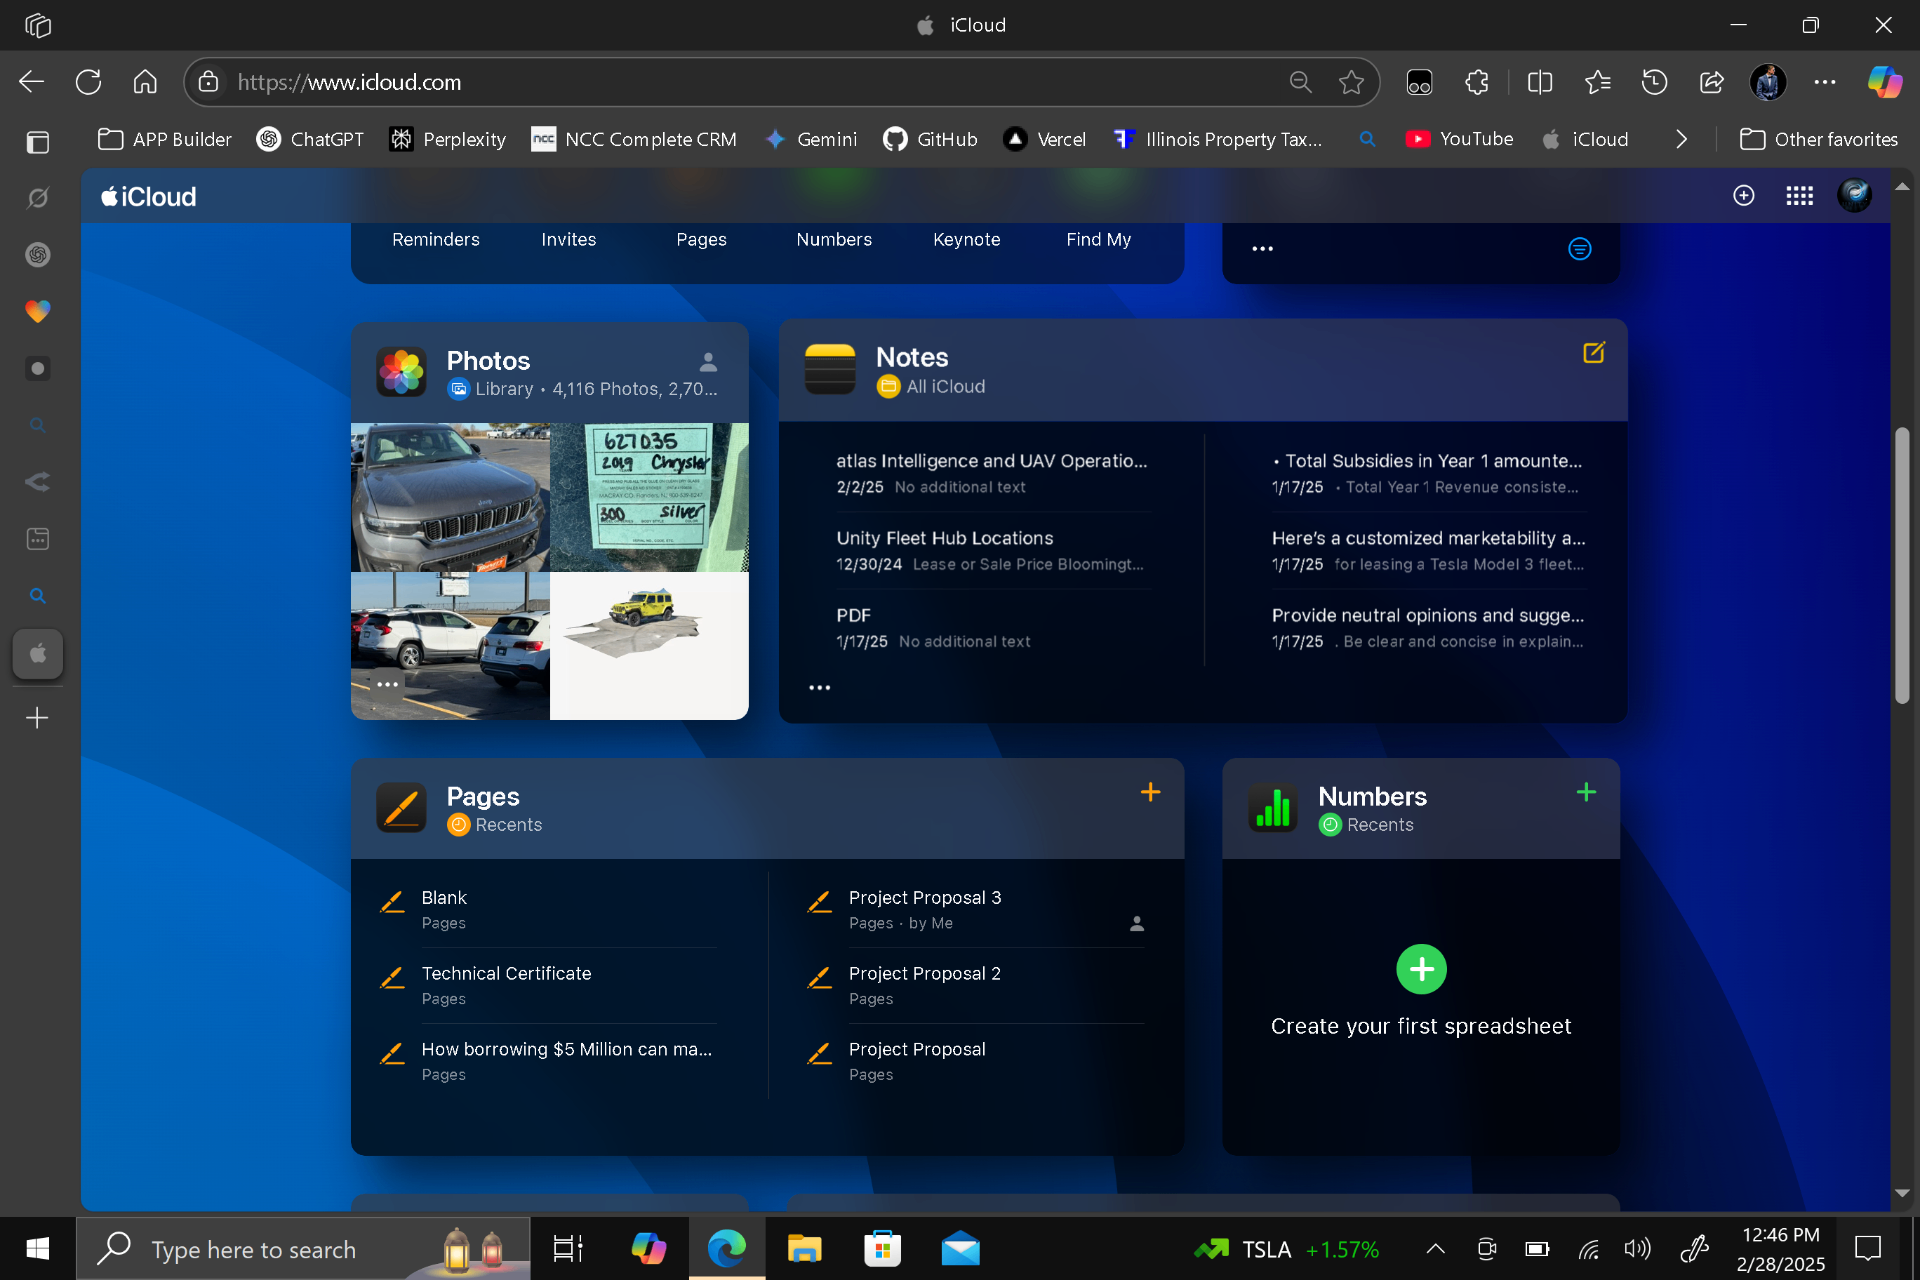 iCloud
https://www.icloud.com
APP Builder
ChatGPT
Perplexity
NCC Complete CRM
Gemini
GitHub
Vercel
Illinois Property Tax...
YouTube
iCloud
Other favorites
iCloud
Reminders
Invites
Pages
Numbers
Keynote
Find My
Photos
Library • 4,116 Photos, 2,70...
627035
2019 Chrysler
300 Silver
Notes
All iCloud
atlas Intelligence and UAV Operatio...
2/2/25 No additional text
Unity Fleet Hub Locations
12/30/24 Lease or Sale Price Bloomingt...
PDF
1/17/25 No additional text
• Total Subsidies in Year 1 amounte...
1/17/25 • Total Year 1 Revenue consiste...
Here's a customized marketability a...
1/17/25 for leasing a Tesla Model 3 fleet...
Provide neutral opinions and sugge...
1/17/25 . Be clear and concise in explain...
Pages
Recents
Blank
Pages
Technical Certificate
Pages
How borrowing $5 Million can ma...
Pages
Project Proposal 3
Pages · by Me
Project Proposal 2
Pages
Project Proposal
Pages
Numbers
Recents
Create your first spreadsheet
Type here to search
TSLA +1.57%
12:46 PM
2/28/2025